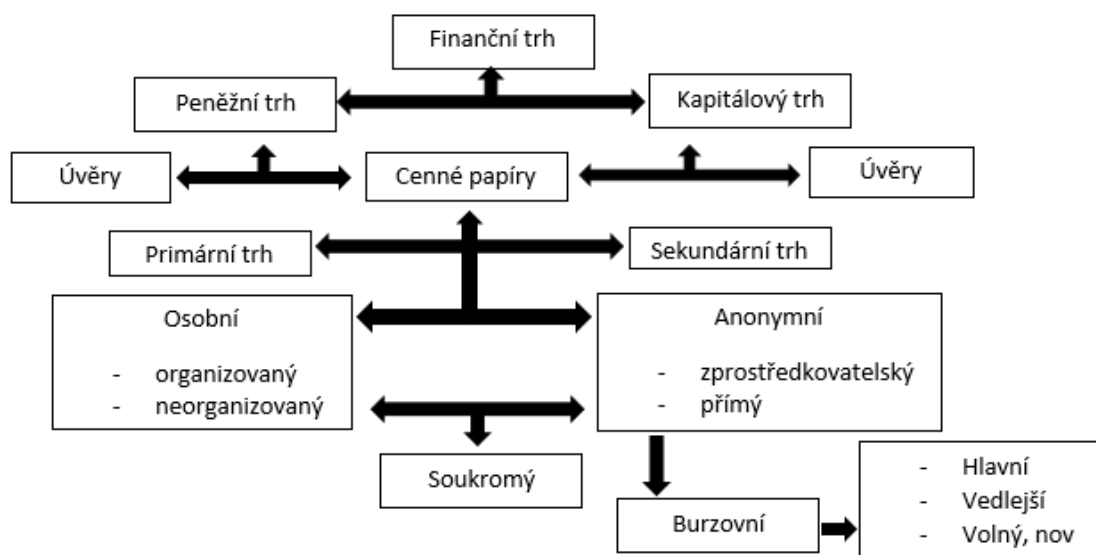 Finanční trh
Peněžní trh
Kapitálový trh
Úvěry
Cenné papíry
Úvěry
Primární trh
Sekundární trh
Osobní
- organizovaný
- neorganizovaný
Anonymní
- zprostředkovatelský
- přímý
Soukromý
Burzovní
- Hlavní
- Vedlejší
- Volný, nov